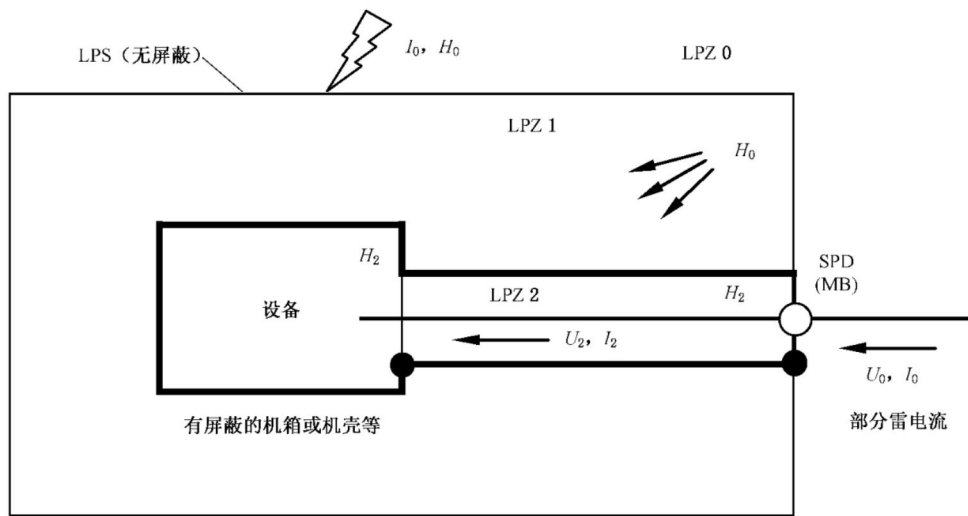 LPS（无屏蔽）
I₀，H₀
LPZ 0
LPZ 1
H₀
H₂
SPD
(MB)
设备
LPZ 2
H₂
U₂，I₂
U₀，I₀
有屏蔽的机箱或机壳等
部分雷电流